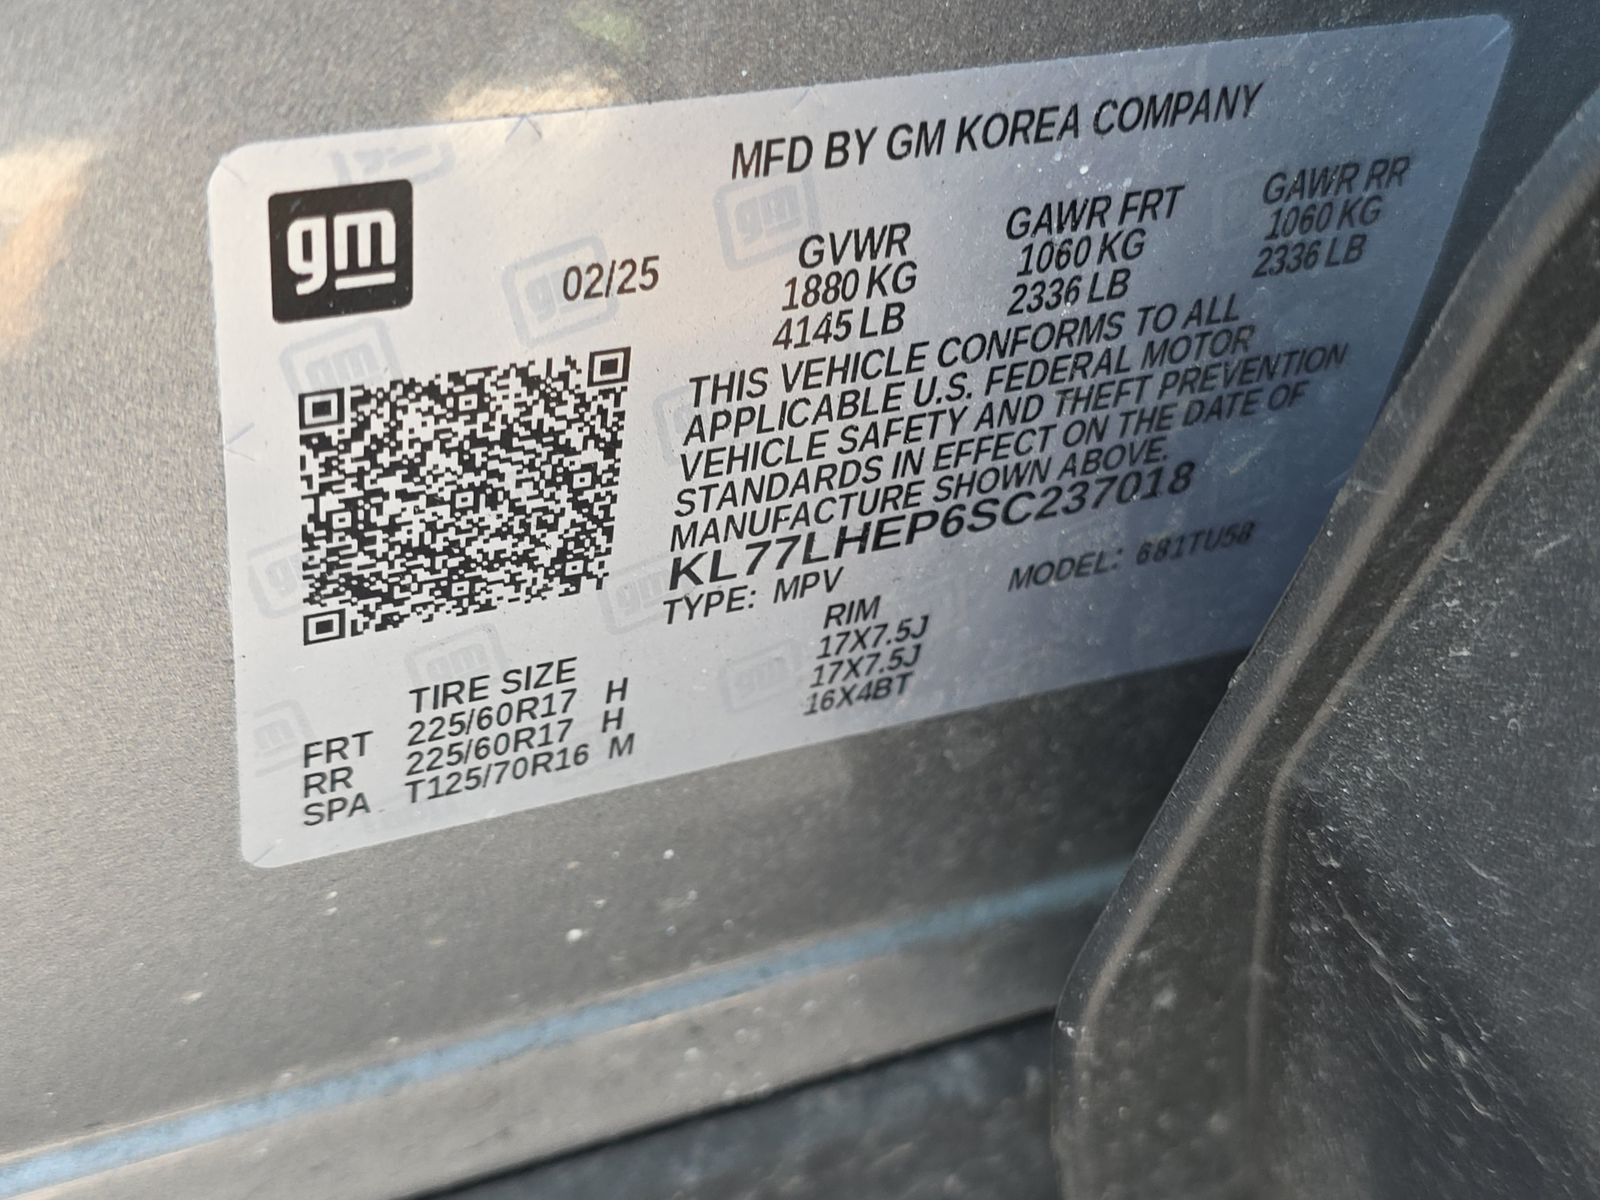 gm
MFD BY GM KOREA COMPANY
02/25
GVWR GAWR FRT GAWR RR
1880 KG 1060 KG 1060 KG
4145 LB 2336 LB 2336 LB
THIS VEHICLE CONFORMS TO ALL
APPLICABLE U.S. FEDERAL MOTOR
VEHICLE SAFETY AND THEFT PREVENTION
STANDARDS IN EFFECT ON THE DATE OF
MANUFACTURE SHOWN ABOVE.
KL77LHEP6SC237018
TYPE: MPV MODEL: 681TU58
TIRE SIZE RIM
FRT 225/60R17 H 17X7.5J
RR 225/60R17 H 17X7.5J
SPA T125/70R16 M 16X4BT